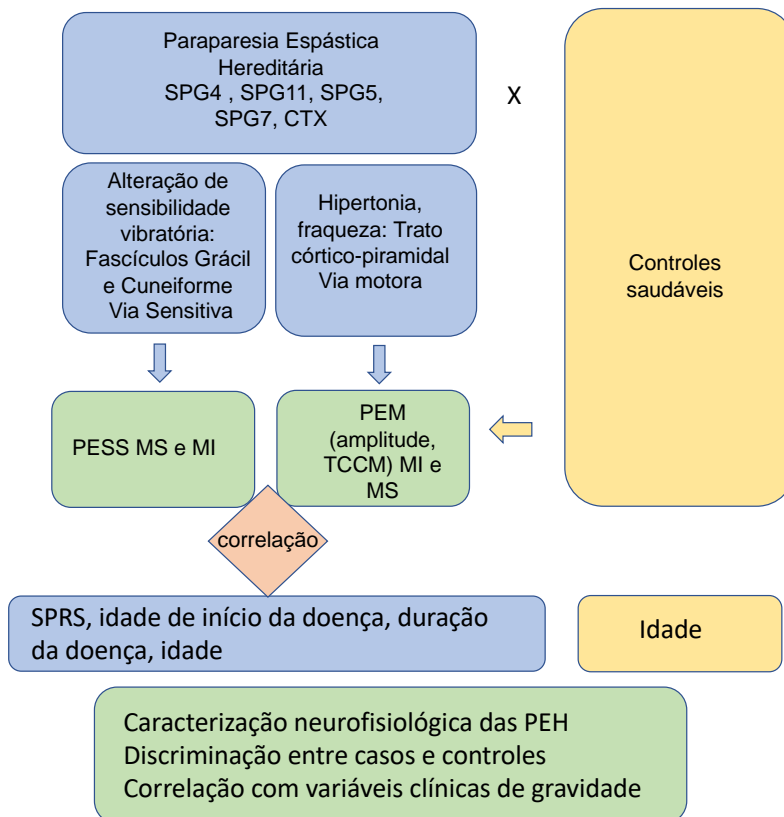 Paraparesia Espástica
Hereditária
SPG4 , SPG11, SPG5,
SPG7, CTX
X
Controles
saudáveis
Alteração de
sensibilidade
vibratória:
Fascículos Grácil
e Cuneiforme
Via Sensitiva
Hipertonia,
fraqueza: Trato
córtico-piramidal
Via motora
PESS MS e MI
PEM
(amplitude,
TCCM) MI e
MS
correlação
SPRS, idade de início da doença, duração
da doença, idade
Idade
Caracterização neurofisiológica das PEH
Discriminação entre casos e controles
Correlação com variáveis clínicas de gravidade